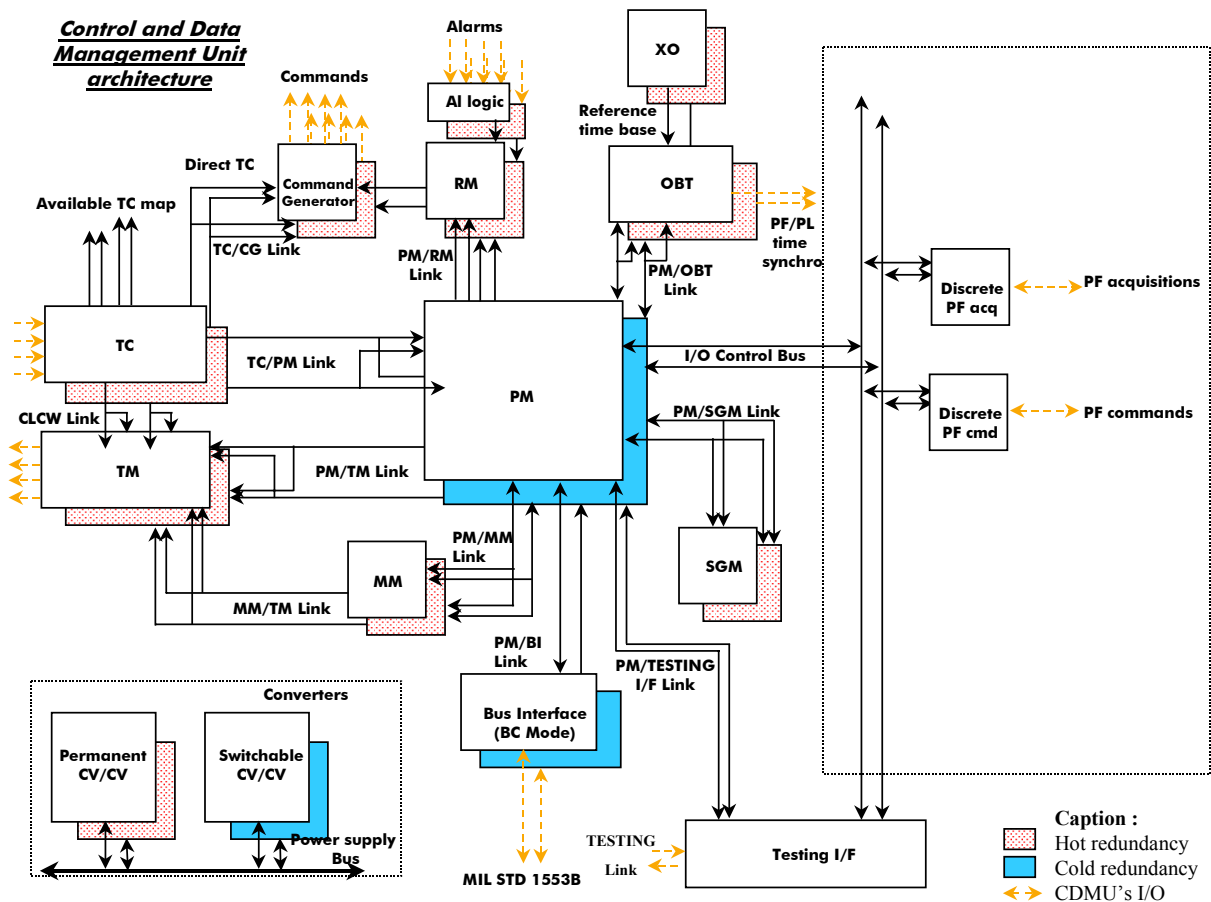 Control and Data
Management Unit
architecture
Alarms
Commands
XO
Al logic
Reference
time base
Direct TC
Command
Generator
RM
OBT
Available TC map
TC/CG Link
PM/RM
Link
PM/OBT
Link
PF/PL
time
synchro
Discrete
PF acq
PF acquisitions
TC
TC/PM Link
PM
I/O Control Bus
CLCW Link
PM/SGM Link
Discrete
PF cmd
PF commands
TM
PM/TM Link
PM/MM
Link
MM
SGM
MM/TM Link
PM/BI
Link
PM/TESTING
I/F Link
Converters
Permanent
CV/CV
Switchable
CV/CV
Bus Interface
(BC Mode)
Power supply
Bus
MIL STD 1553B
TESTING
Link
Testing I/F
Caption :
Hot redundancy
Cold redundancy
CDMU's I/O